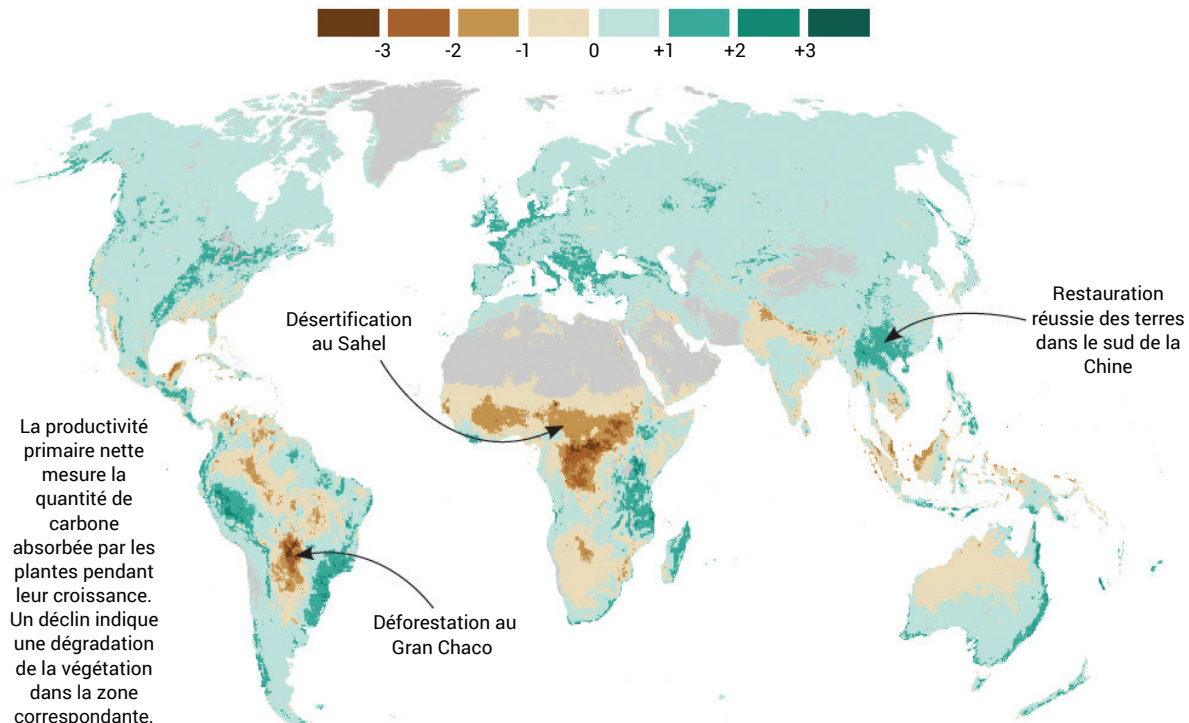 -3 -2 -1 0 +1 +2 +3
Désertification
au Sahel
Restauration
réussie des terres
dans le sud de la
Chine
La productivité
primaire nette
mesure la
quantité de
carbone
absorbée par les
plantes pendant
leur croissance.
Un déclin indique
une dégradation
de la végétation
dans la zone
correspondante.
Déforestation au
Gran Chaco